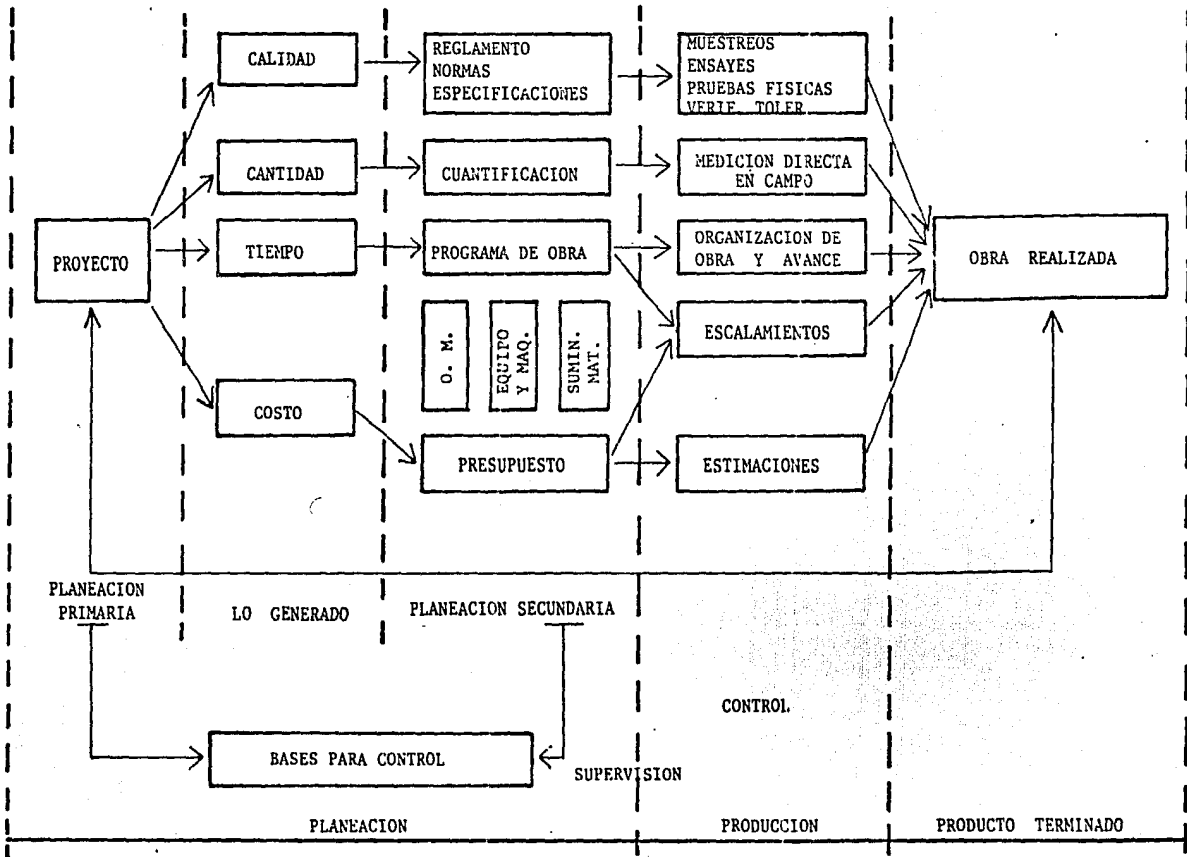 CALIDAD
REGLAMENTO
NORMAS
ESPECIFICACIONES
MUESTREOS
ENSAYES
PRUEBAS FISICAS
VERIF. TOLER.
CANTIDAD
CUANTIFICACION
MEDICION DIRECTA
EN CAMPO
PROYECTO
TIEMPO
PROGRAMA DE OBRA
ORGANIZACION DE
OBRA Y AVANCE
OBRA REALIZADA
O. M.
EQUIPO
Y MAQ.
SUMIN.
MAT.
ESCALAMIENTOS
COSTO
PRESUPUESTO
ESTIMACIONES
PLANEACION
PRIMARIA
LO GENERADO
PLANEACION SECUNDARIA
CONTROL
BASES PARA CONTROL
SUPERVISION
PLANEACION
PRODUCCION
PRODUCTO TERMINADO